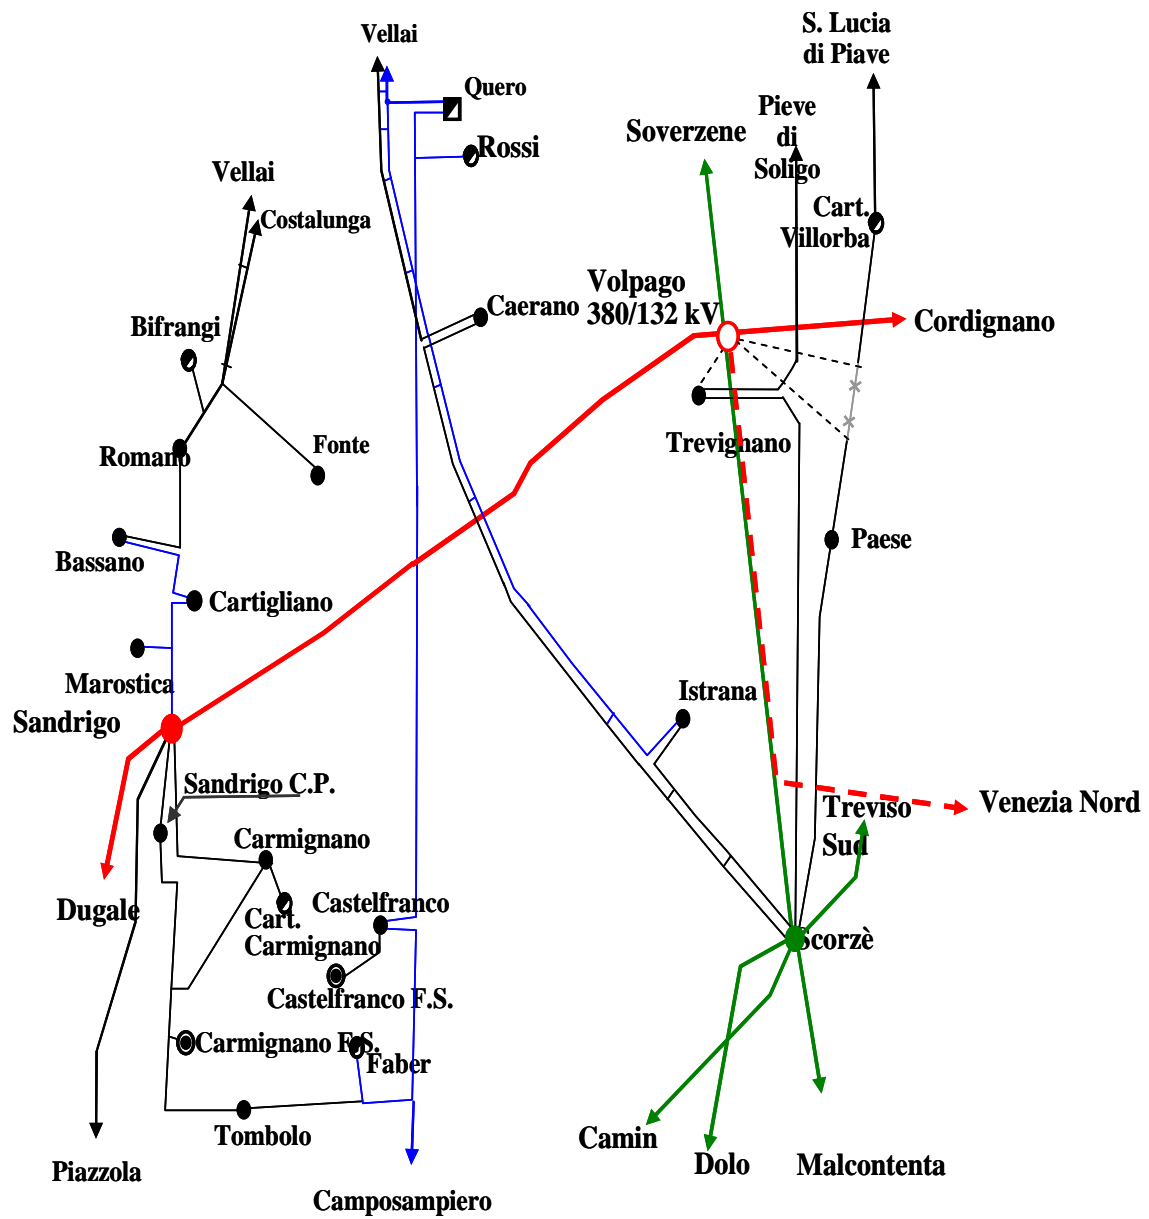 S. Lucia
di Piave
Vellai
Quero
Pieve
di
Soligo
Soverzene
Rossi
Vellai
Costalunga
Cart.
Villorba
Volpago
380/132 kV
Caerano
Cordignano
Bifrangi
Trevignano
Fonte
Romano
Paese
Bassano
Cartigliano
Marostica
Istrana
Sandrigo
Sandrigo C.P.
Venezia Nord
Treviso
Sud
Carmignano
Dugale
Castelfranco
Cart.
Carmignano
Scorzè
Castelfranco F.S.
Carmignano F.S.
Faber
Tombolo
Camin
Dolo
Malcontenta
Piazzola
Camposampiero